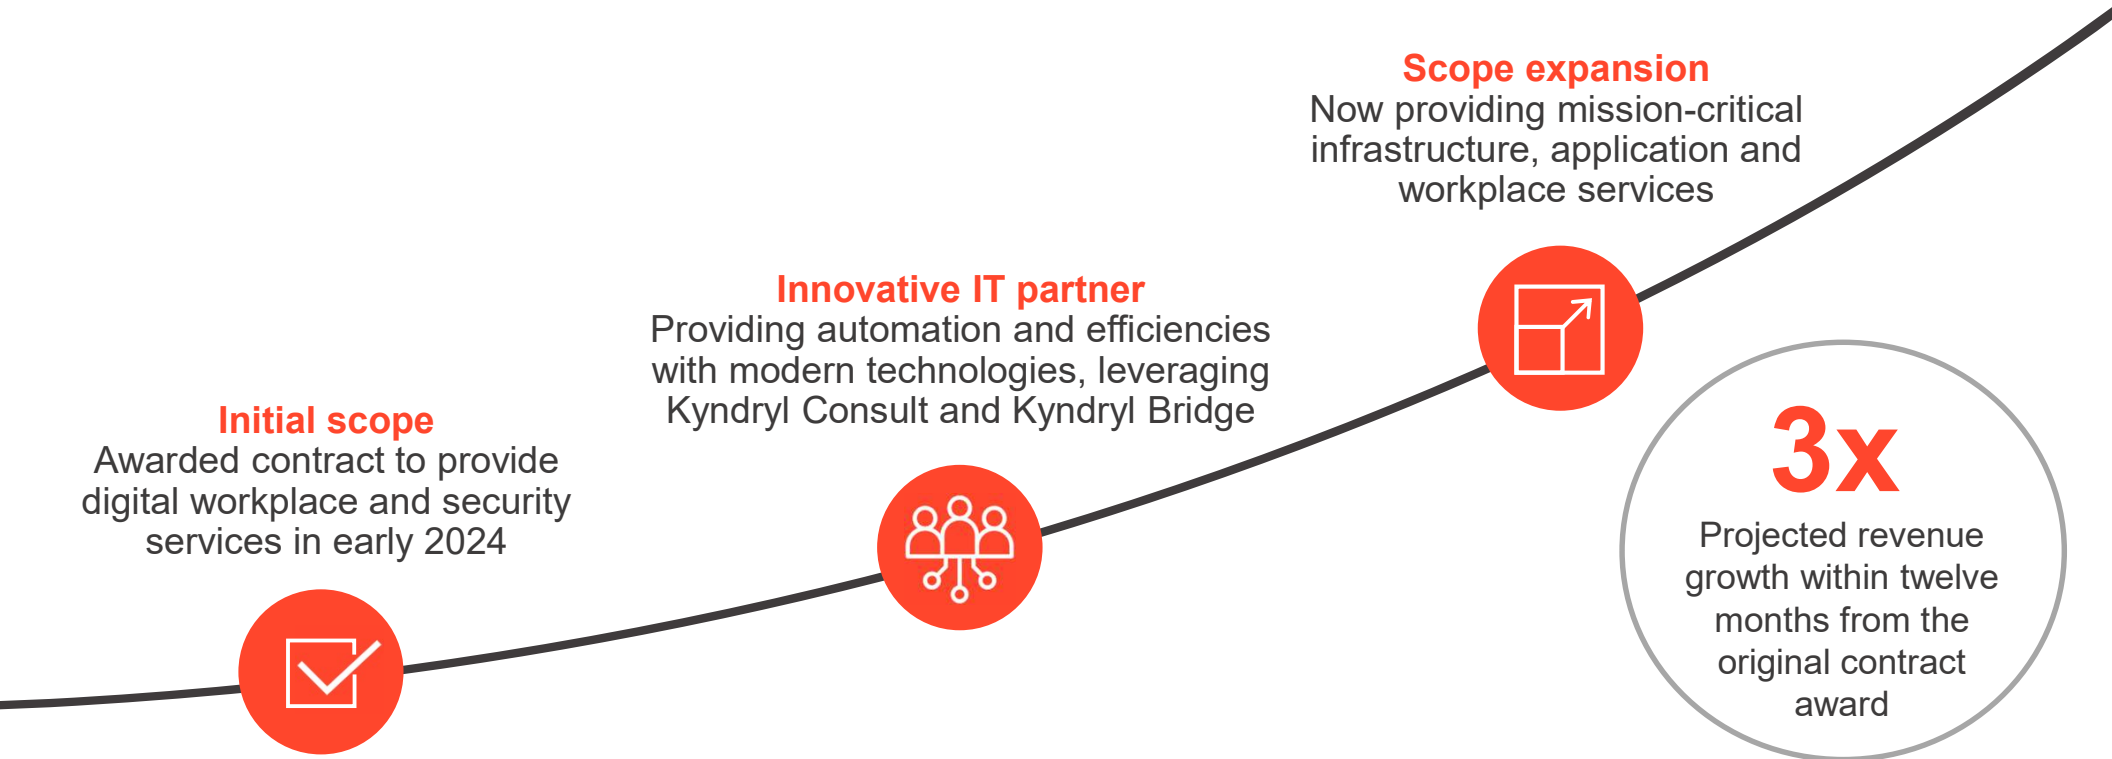 Initial scope
Awarded contract to provide
digital workplace and security
services in early 2024
Innovative IT partner
Providing automation and efficiencies
with modern technologies, leveraging
Kyndryl Consult and Kyndryl Bridge
Scope expansion
Now providing mission-critical
infrastructure, application and
workplace services
3x
Projected revenue
growth within twelve
months from the
original contract
award